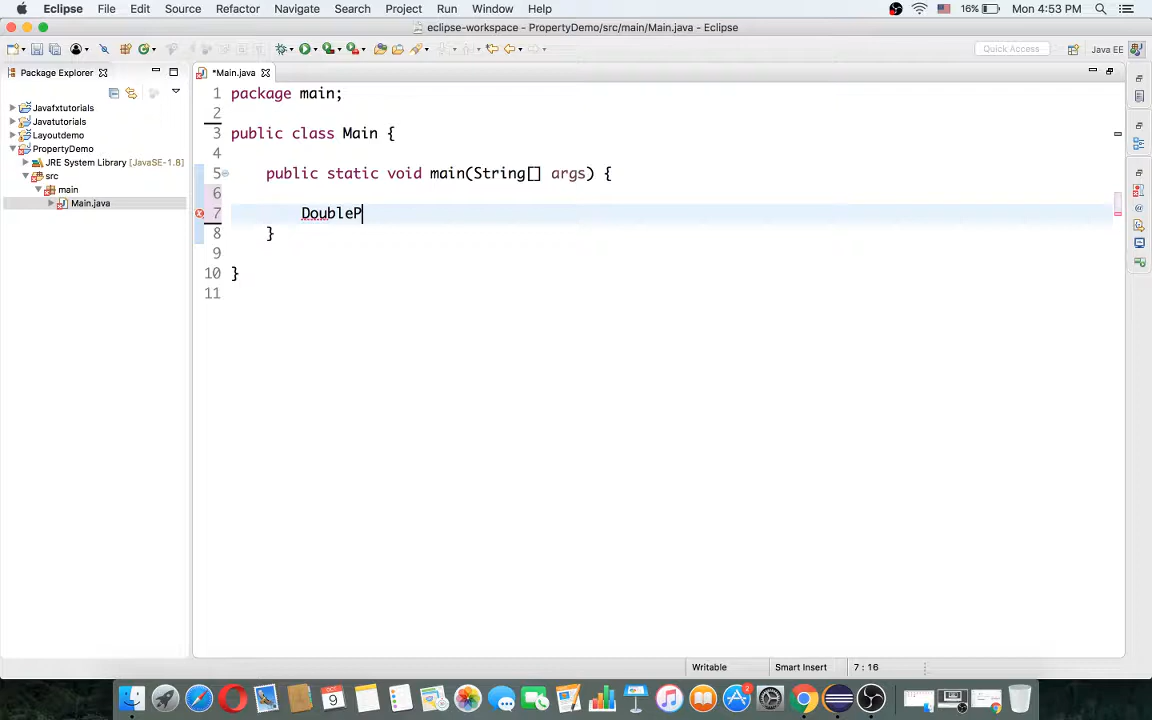 Eclipse File Edit Source Refactor Navigate Search Project Run Window Help 16% Mon 4:53 PM
eclipse-workspace - PropertyDemo/src/main/Main.java - Eclipse
Quick Access Java EE
Package Explorer
*Main.java
Javafxtutorials
Javatutorials
Layoutdemo
PropertyDemo
JRE System Library [JavaSE-1.8]
src
main
Main.java
1 package main;
2
3 public class Main {
4
5 public static void main(String[] args) {
6
7 DoubleP
8 }
9
10 }
11
Writable Smart Insert 7 : 16
9
2